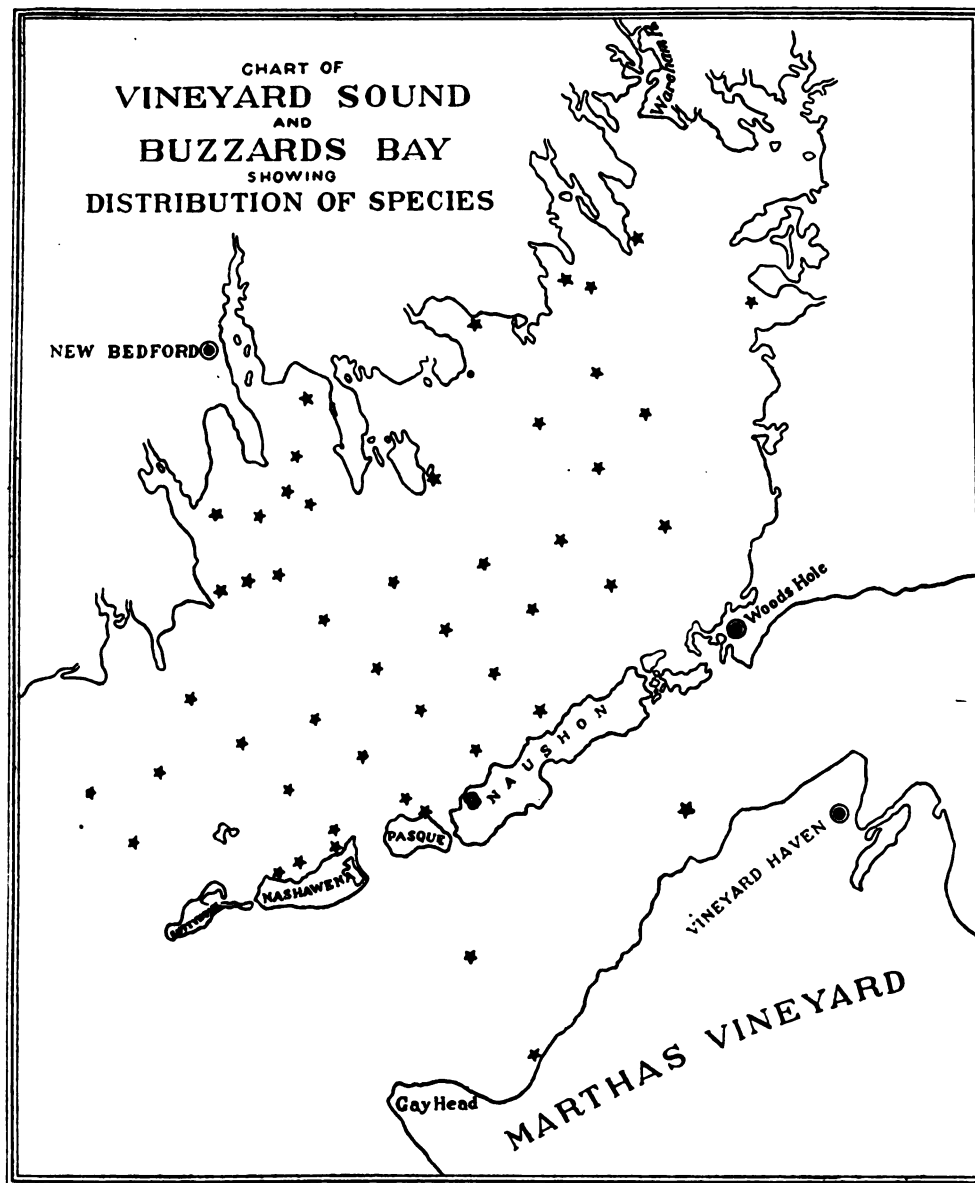 CHART OF
VINEYARD SOUND
AND
BUZZARDS BAY
SHOWING
DISTRIBUTION OF SPECIES
Wareham R.
NEW BEDFORD
Woods Hole
NAUSHON
PASQUE
NASHAWENA
VINEYARD HAVEN
MARTHAS VINEYARD
Gay Head